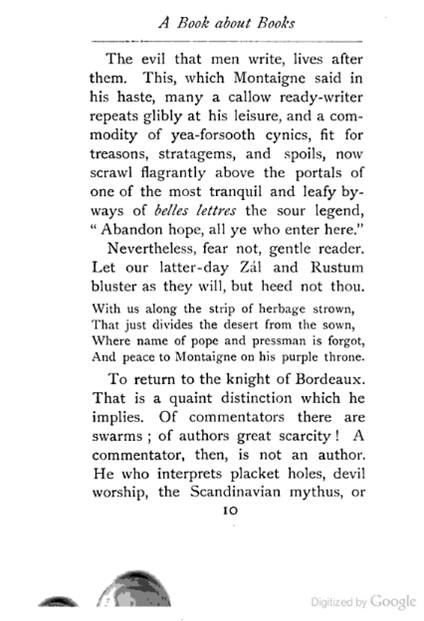 A Book about Books
The evil that men write, lives after
them. This, which Montaigne said in
his haste, many a callow ready-writer
repeats glibly at his leisure, and a com-
modity of yea-forsooth cynics, fit for
treasons, stratagems, and spoils, now
scrawl flagrantly above the portals of
one of the most tranquil and leafy by-
ways of belles lettres the sour legend,
“ Abandon hope, all ye who enter here.”
Nevertheless, fear not, gentle reader.
Let our latter-day Zál and Rustum
bluster as they will, but heed not thou.
With us along the strip of herbage strown,
That just divides the desert from the sown,
Where name of pope and pressman is forgot,
And peace to Montaigne on his purple throne.
To return to the knight of Bordeaux.
That is a quaint distinction which he
implies. Of commentators there are
swarms ; of authors great scarcity ! A
commentator, then, is not an author.
He who interprets placket holes, devil
worship, the Scandinavian mythus, or
10
Digitized by Google